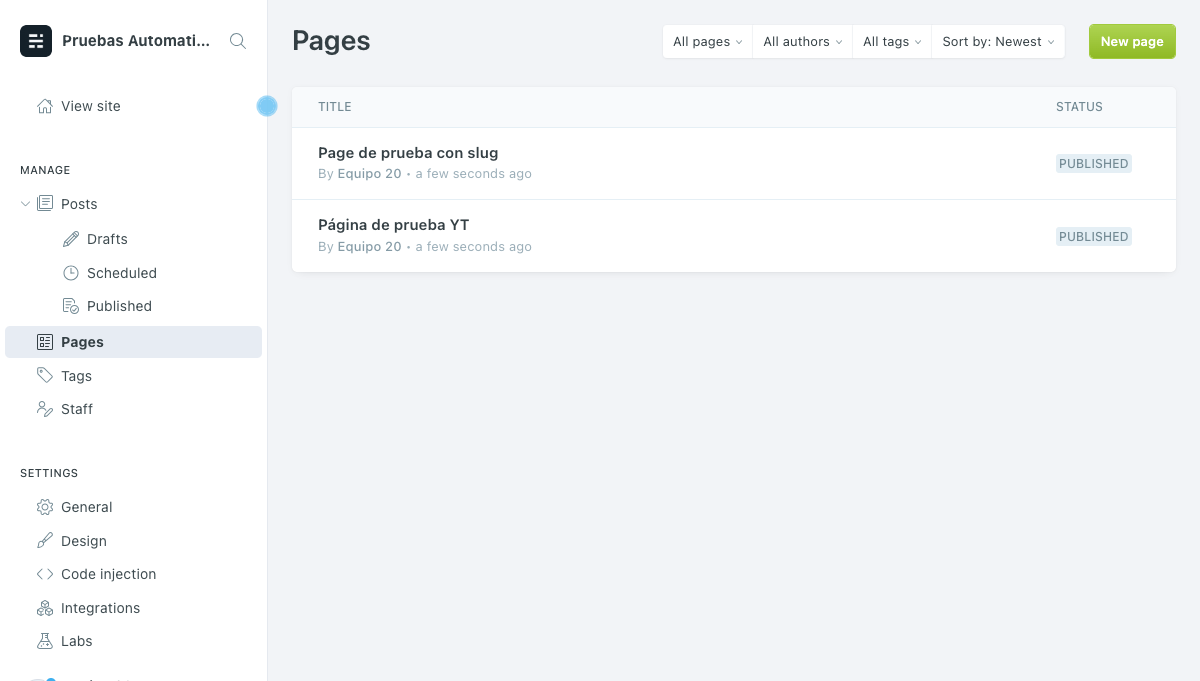 Pruebas Automati...
View site
MANAGE
Posts
Drafts
Scheduled
Published
Pages
Tags
Staff
SETTINGS
General
Design
Code injection
Integrations
Labs
Pages
All pages
All authors
All tags
Sort by: Newest
New page
TITLE
STATUS
Page de prueba con slug
By Equipo 20 • a few seconds ago
PUBLISHED
Página de prueba YT
By Equipo 20 • a few seconds ago
PUBLISHED